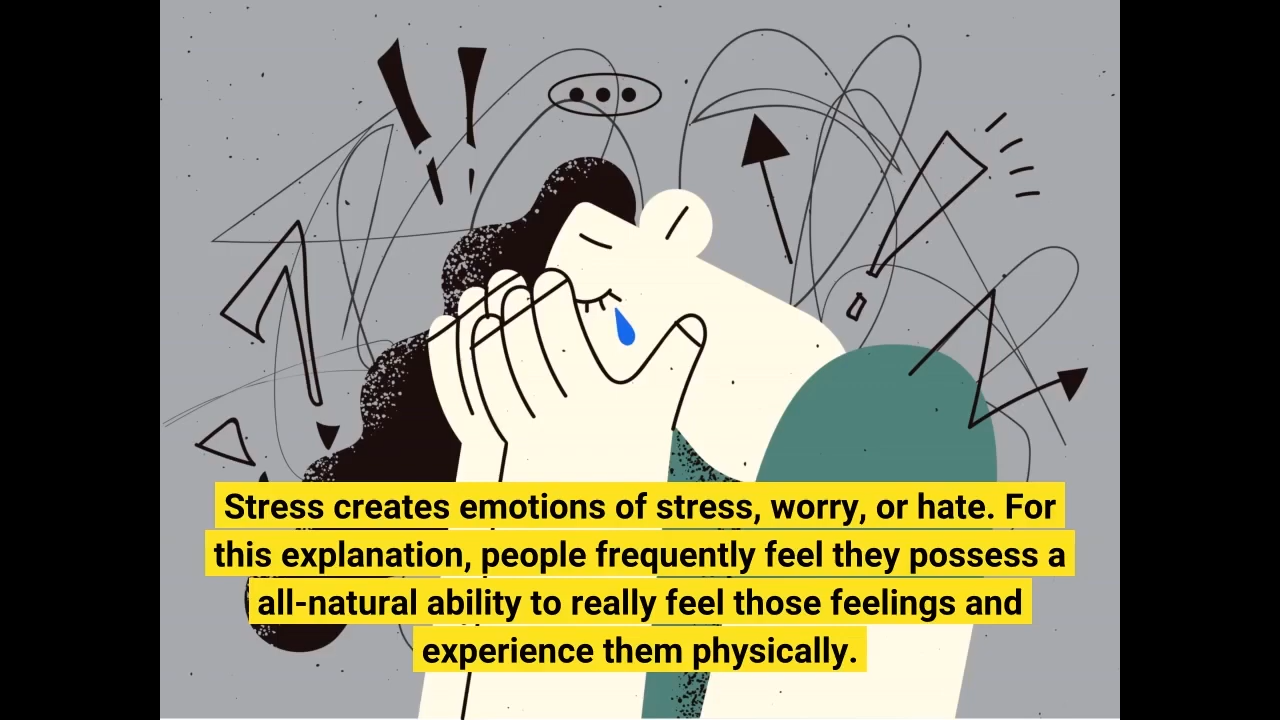 Stress creates emotions of stress, worry, or hate. For
this explanation, people frequently feel they possess a
all-natural ability to really feel those feelings and
experience them physically.